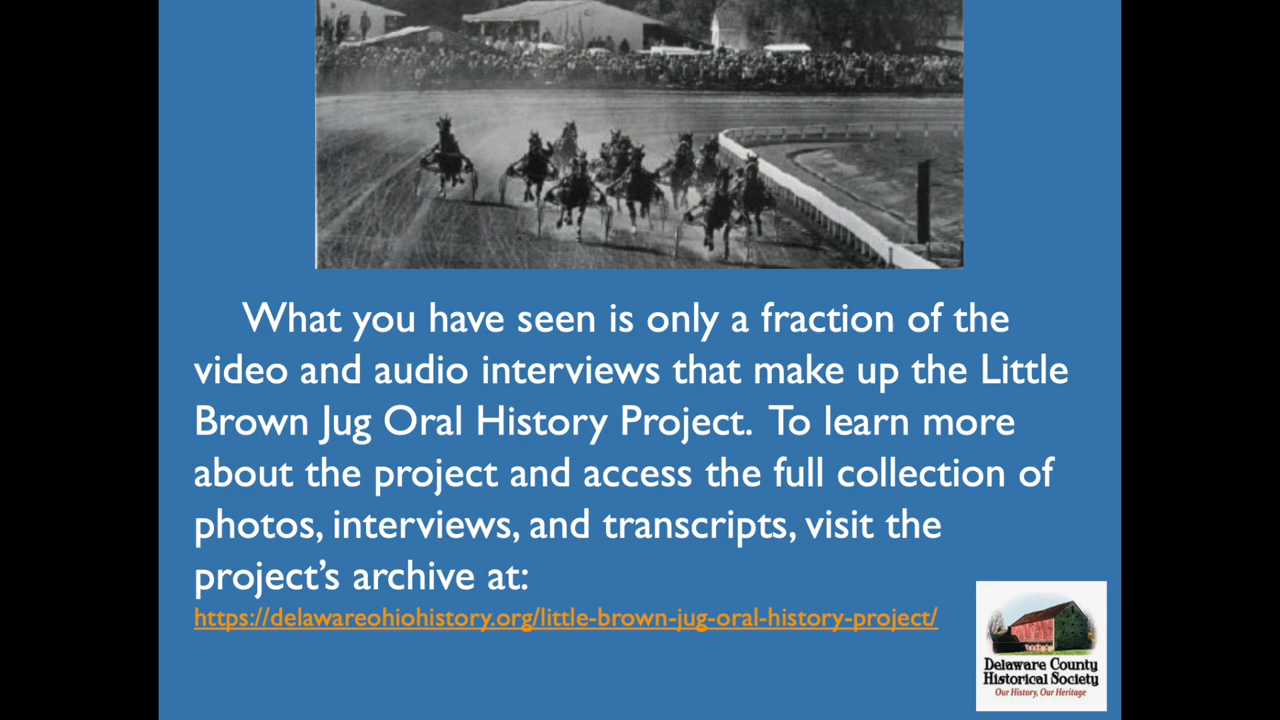 What you have seen is only a fraction of the
video and audio interviews that make up the Little
Brown Jug Oral History Project. To learn more
about the project and access the full collection of
photos, interviews, and transcripts, visit the
project’s archive at:
https://delawareohiohistory.org/little-brown-jug-oral-history-project/
Delaware County
Historical Society
Our History, Our Heritage